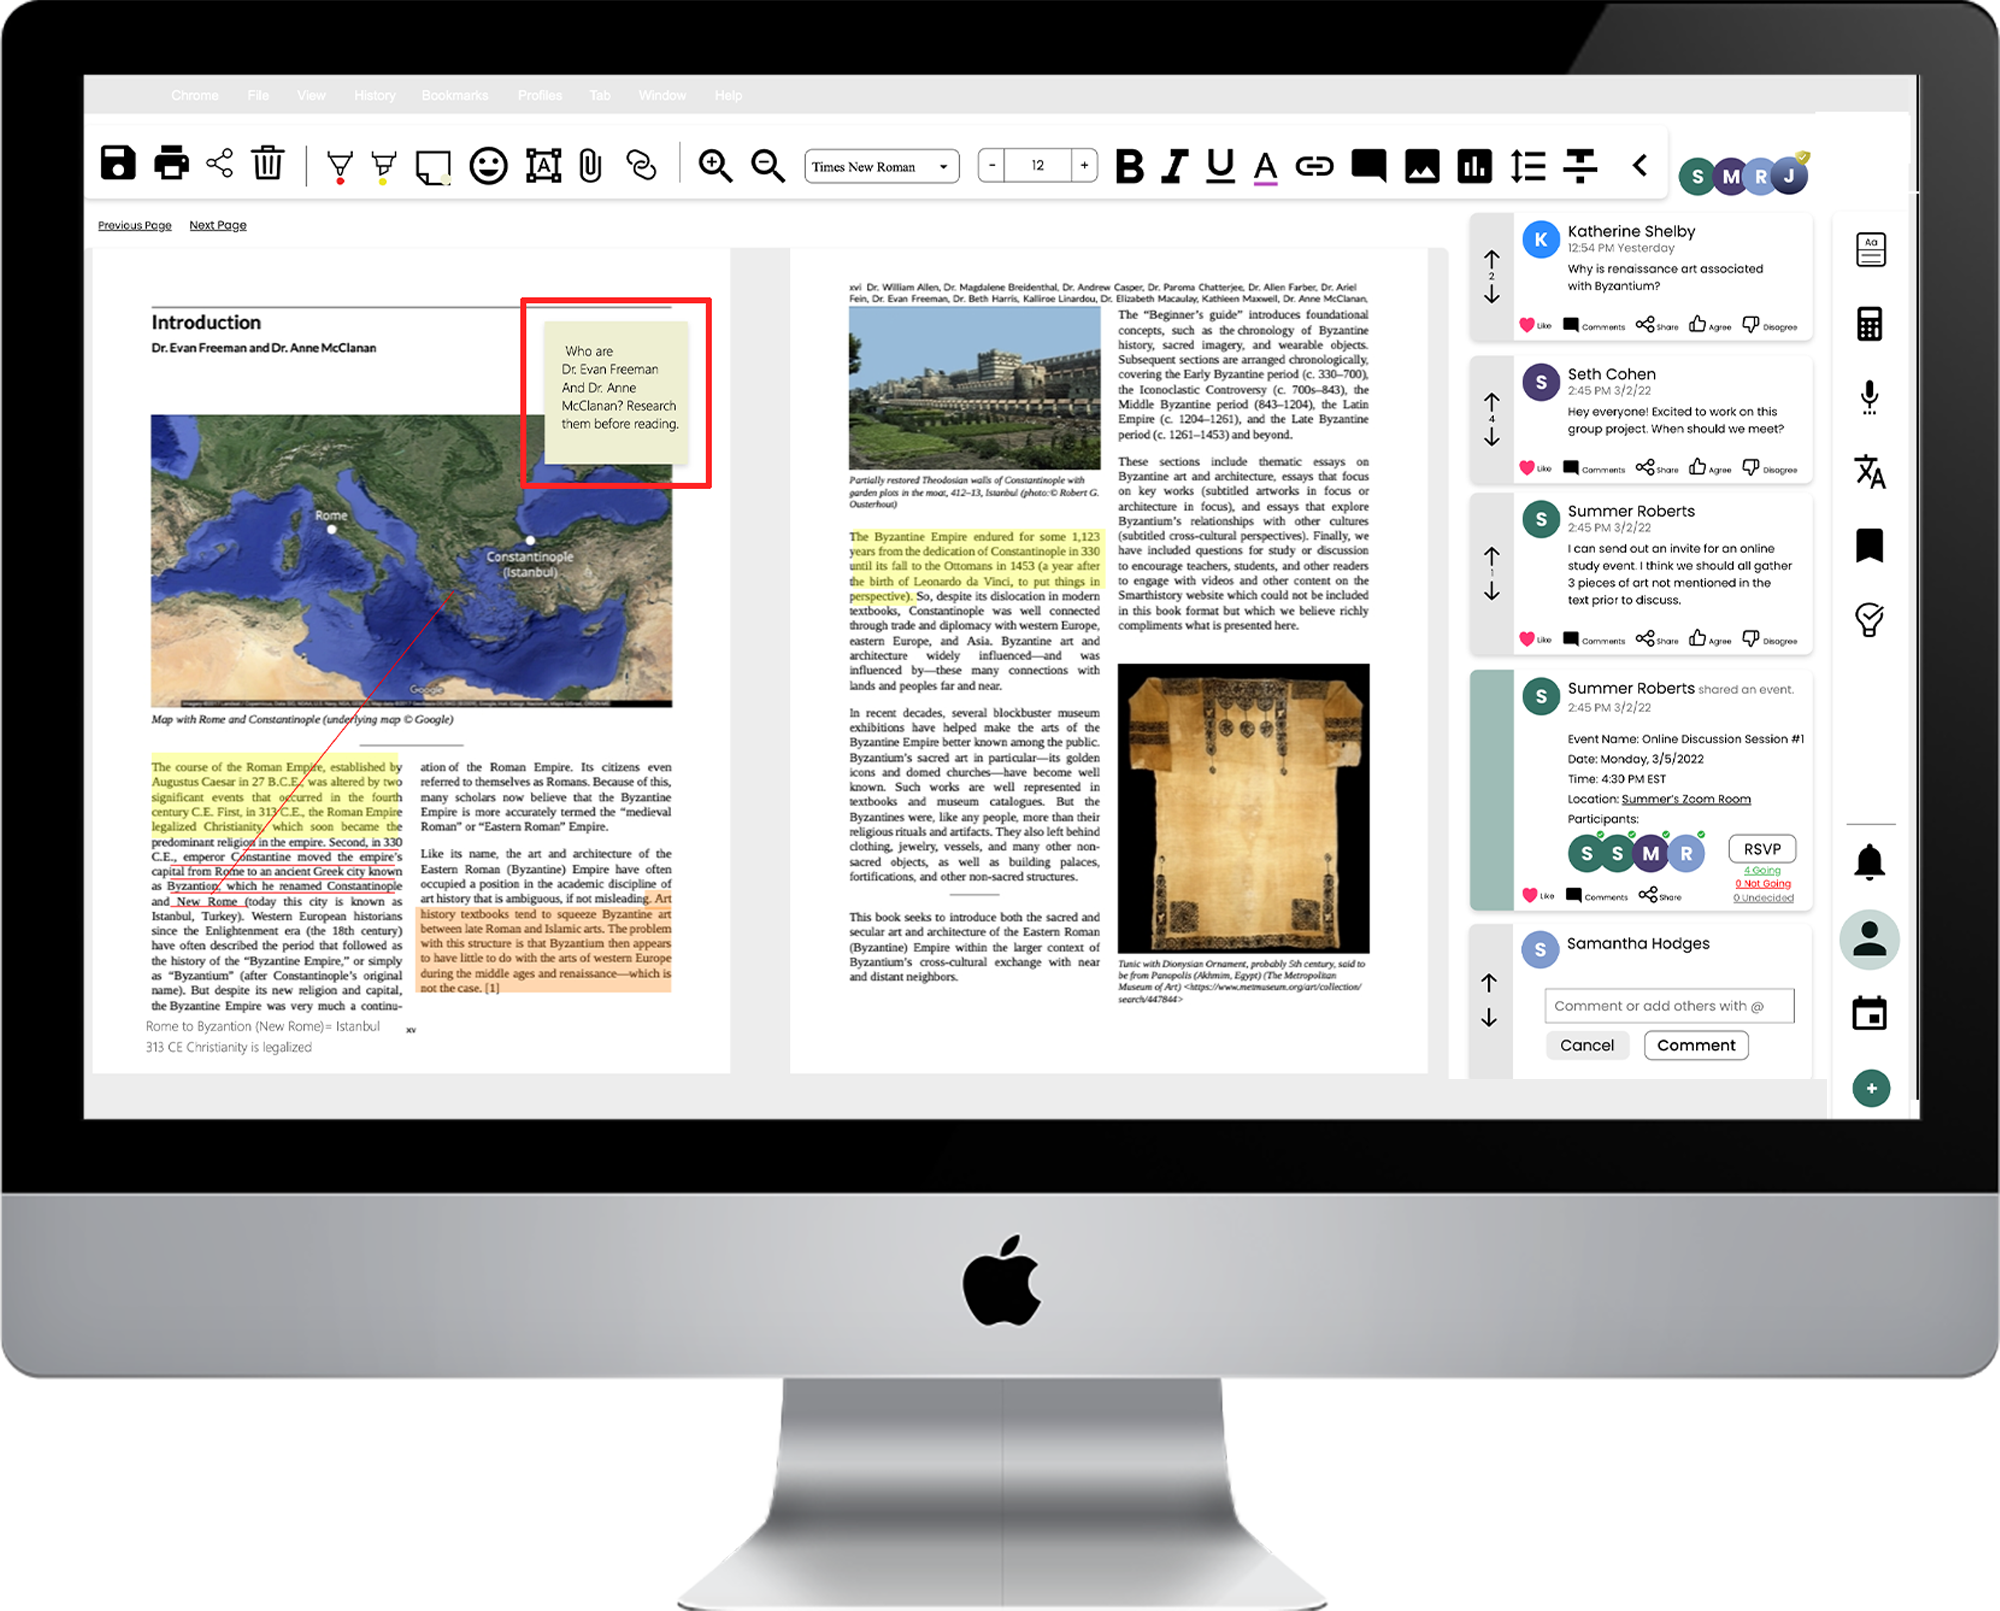 Chrome File View History Bookmarks Profiles Tab Window Help
A
Times New Roman
- 12 +
B I U A T
S M R J
Previous Page Next Page
Introduction
Dr. Evan Freeman and Dr. Anne McClanan
Who are
Dr. Evan Freeman
And Dr. Anne
McClanan? Research
them before reading.
Rome
Constantinople
(Istanbul)
Google
Map with Rome and Constantinople (underlying map © Google)
The course of the Roman Empire, established by
Augustus Caesar in 27 B.C.E., was altered by two
significant events that occurred in the fourth
century C.E. First, in 313 C.E., the Roman Empire
legalized Christianity, which soon became the
predominant religion in the empire. Second, in 330
C.E., emperor Constantine moved the empire's
capital from Rome to an ancient Greek city known
as Byzantion, which he renamed Constantinople
and New Rome (today this city is known as
Istanbul, Turkey). Western European historians
since the Enlightenment era (the 18th century)
have often described the period that followed as
the history of the "Byzantine Empire," or simply
as "Byzantium" (after Constantinople's original
name). But despite its new religion and capital,
the Byzantine Empire was very much a continu-
Rome to Byzantion (New Rome)= Istanbul
313 CE Christianity is legalized
ation of the Roman Empire. Its citizens even
referred to themselves as Romans. Because of this,
many scholars now believe that the Byzantine
Empire is more accurately termed the "medieval
Roman" or "Eastern Roman" Empire.
Like its name, the art and architecture of the
Eastern Roman (Byzantine) Empire have often
occupied a position in the academic discipline of
art history that is ambiguous, if not misleading. Art
history textbooks tend to squeeze Byzantine art
between late Roman and Islamic arts. The problem
with this structure is that Byzantium then appears
to have little to do with the arts of western Europe
during the middle ages and renaissance—which is
not the case. [1]
xv
xvi Dr. William Allen, Dr. Magdalene Breidenthal, Dr. Andrew Casper, Dr. Paroma Chatterjee, Dr. Allen Farber, Dr. Ariel
Fein, Dr. Evan Freeman, Dr. Beth Harris, Kalliroe Linardou, Dr. Elizabeth Macaulay, Kathleen Maxwell, Dr. Anne McClanan,
Partially restored Theodosian walls of Constantinople with
garden plots in the moat, 412–13, Istanbul (photo: © Robert G.
Ousterhout)
The Byzantine Empire endured for some 1,123
years from the dedication of Constantinople in 330
until its fall to the Ottomans in 1453 (a year after
the birth of Leonardo da Vinci, to put things in
perspective). So, despite its dislocation in modern
textbooks, Constantinople was well connected
through trade and diplomacy with western Europe,
eastern Europe, and Asia. Byzantine art and
architecture widely influenced—and was
influenced by—these many connections with
lands and peoples far and near.
In recent decades, several blockbuster museum
exhibitions have helped make the arts of the
Byzantine Empire better known among the public.
Byzantium's sacred art in particular—its golden
icons and domed churches—have become well
known. Such works are well represented in
textbooks and museum catalogues. But the
Byzantines were, like any people, more than their
religious rituals and artifacts. They also left behind
clothing, jewelry, vessels, and many other non-
sacred objects, as well as building palaces,
fortifications, and other non-sacred structures.
This book seeks to introduce both the sacred and
secular art and architecture of the Eastern Roman
(Byzantine) Empire within the larger context of
Byzantium's cross-cultural exchange with near
and distant neighbors.
The "Beginner's guide" introduces foundational
concepts, such as the chronology of Byzantine
history, sacred imagery, and wearable objects.
Subsequent sections are arranged chronologically,
covering the Early Byzantine period (c. 330–700),
the Iconoclastic Controversy (c. 700s–843), the
Middle Byzantine period (843–1204), the Latin
Empire (c. 1204–1261), and the Late Byzantine
period (c. 1261–1453) and beyond.
These sections include thematic essays on
Byzantine art and architecture, essays that focus
on key works (subtitled artworks in focus or
architecture in focus), and essays that explore
Byzantium's relationships with other cultures
(subtitled cross-cultural perspectives). Finally, we
have included questions for study or discussion
to encourage teachers, students, and other readers
to engage with videos and other content on the
Smarthistory website which could not be included
in this book format but which we believe richly
compliments what is presented here.
Tunic with Dionysian Ornament, probably 5th century, said to
be from Panopolis (Akhmim, Egypt) (The Metropolitan
Museum of Art) <https://www.metmuseum.org/art/collection/
search/447844>
K
Katherine Shelby
12:54 PM Yesterday
Why is renaissance art associated
with Byzantium?
2
Like Comments Share Agree Disagree
S
Seth Cohen
2:45 PM 3/2/22
Hey everyone! Excited to work on this
group project. When should we meet?
4
Like Comments Share Agree Disagree
S
Summer Roberts
2:45 PM 3/2/22
I can send out an invite for an online
study event. I think we should all gather
3 pieces of art not mentioned in the
text prior to discuss.
1
Like Comments Share Agree Disagree
S
Summer Roberts shared an event.
2:45 PM 3/2/22
Event Name: Online Discussion Session #1
Date: Monday, 3/5/2022
Time: 4:30 PM EST
Location: Summer's Zoom Room
Participants:
S S M R
RSVP
4 Going
0 Not Going
0 Undecided
Like Comments Share
S
Samantha Hodges
Comment or add others with @
Cancel Comment
Aa
文A
+